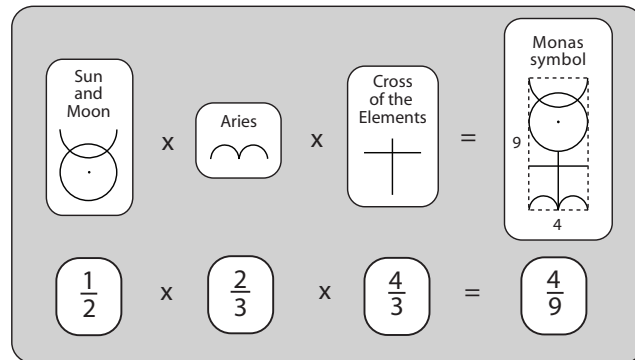 Sun
and
Moon
x
Aries
x
Cross
of the
Elements
=
Monas
symbol
9
4
1/2 x 2/3 x 4/3 = 4/9